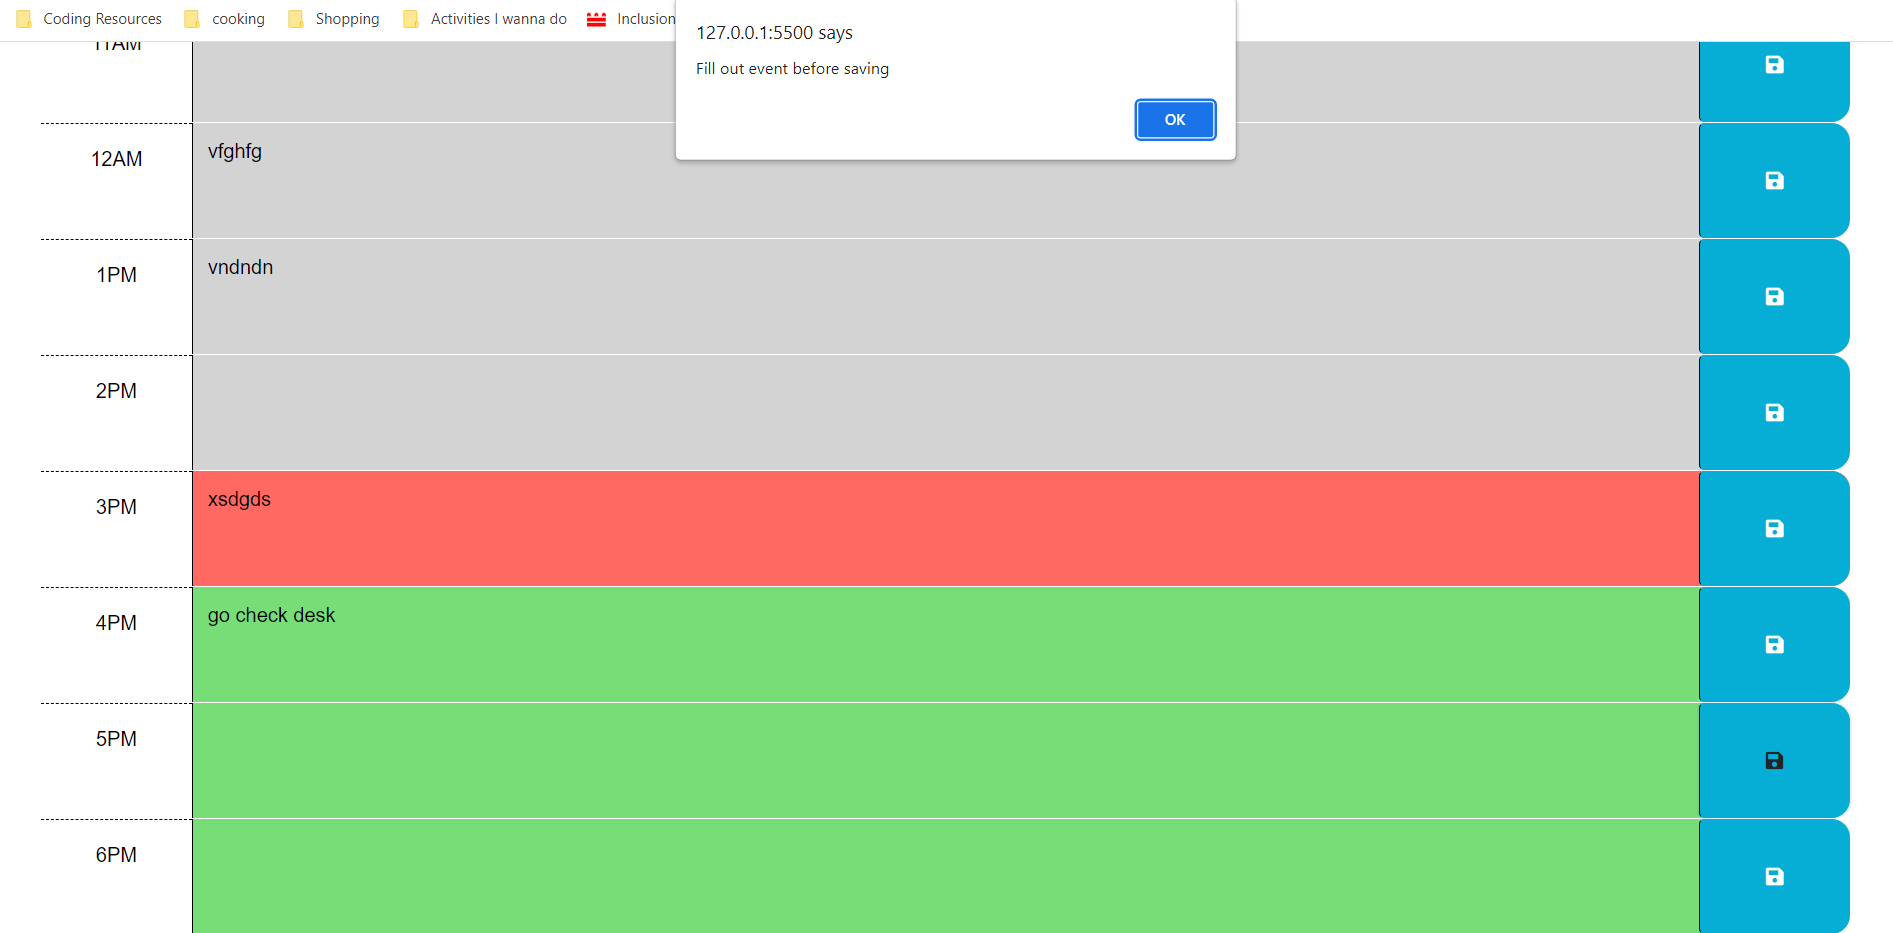 Coding Resources cooking Shopping Activities I wanna do Inclusion
127.0.0.1:5500 says
Fill out event before saving
OK
11AM
12AM vfghfg
1PM vndndn
2PM
3PM xsdgds
4PM go check desk
5PM
6PM